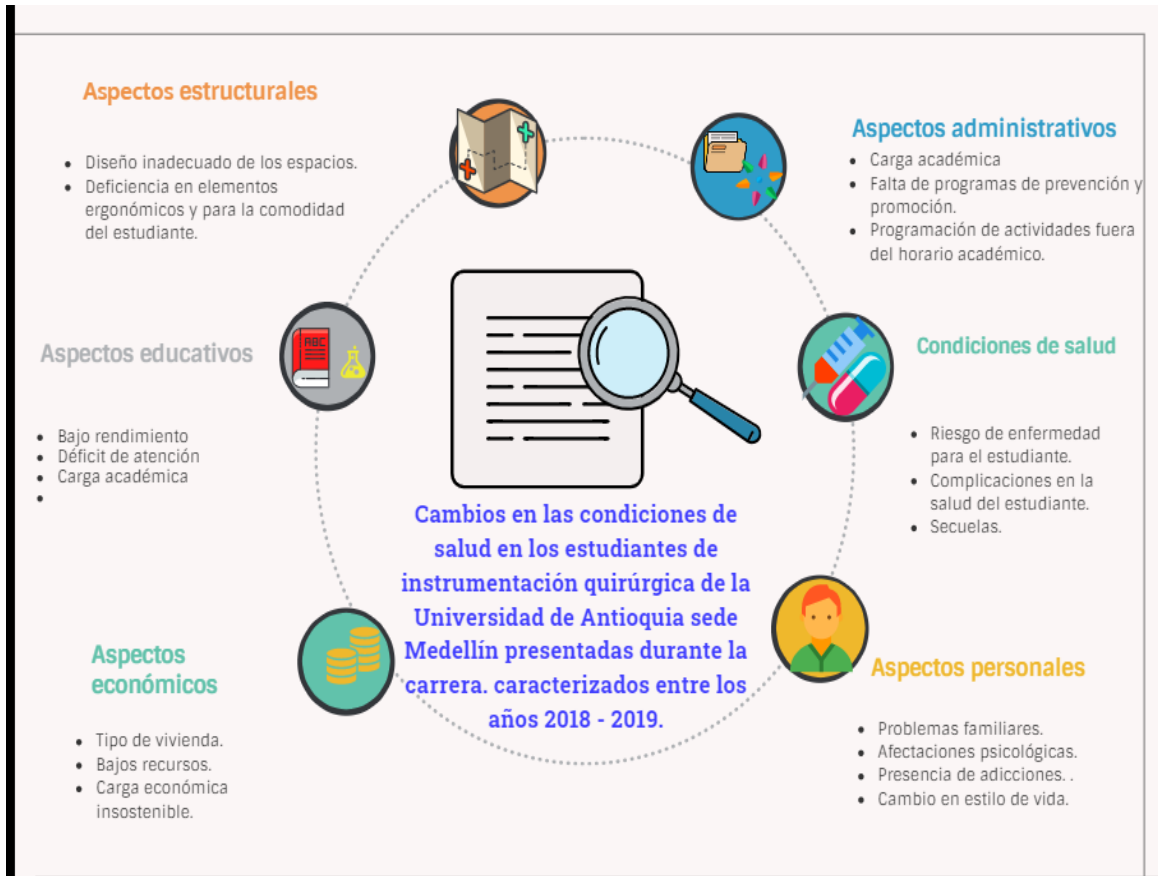 Aspectos estructurales
• Diseño inadecuado de los espacios.
• Deficiencia en elementos
ergonómicos y para la comodidad
del estudiante.
Aspectos administrativos
• Carga académica
• Falta de programas de prevención y
promoción.
• Programación de actividades fuera
del horario académico.
Aspectos educativos
• Bajo rendimiento
• Déficit de atención
• Carga académica
•
ABC
Condiciones de salud
• Riesgo de enfermedad
para el estudiante.
• Complicaciones en la
salud del estudiante.
• Secuelas.
Cambios en las condiciones de
salud en los estudiantes de
instrumentación quirúrgica de la
Universidad de Antioquia sede
Medellín presentadas durante la
carrera. caracterizados entre los
años 2018 - 2019.
Aspectos
económicos
• Tipo de vivienda.
• Bajos recursos.
• Carga económica
insostenible.
Aspectos personales
• Problemas familiares.
• Afectaciones psicológicas.
• Presencia de adicciones. .
• Cambio en estilo de vida.